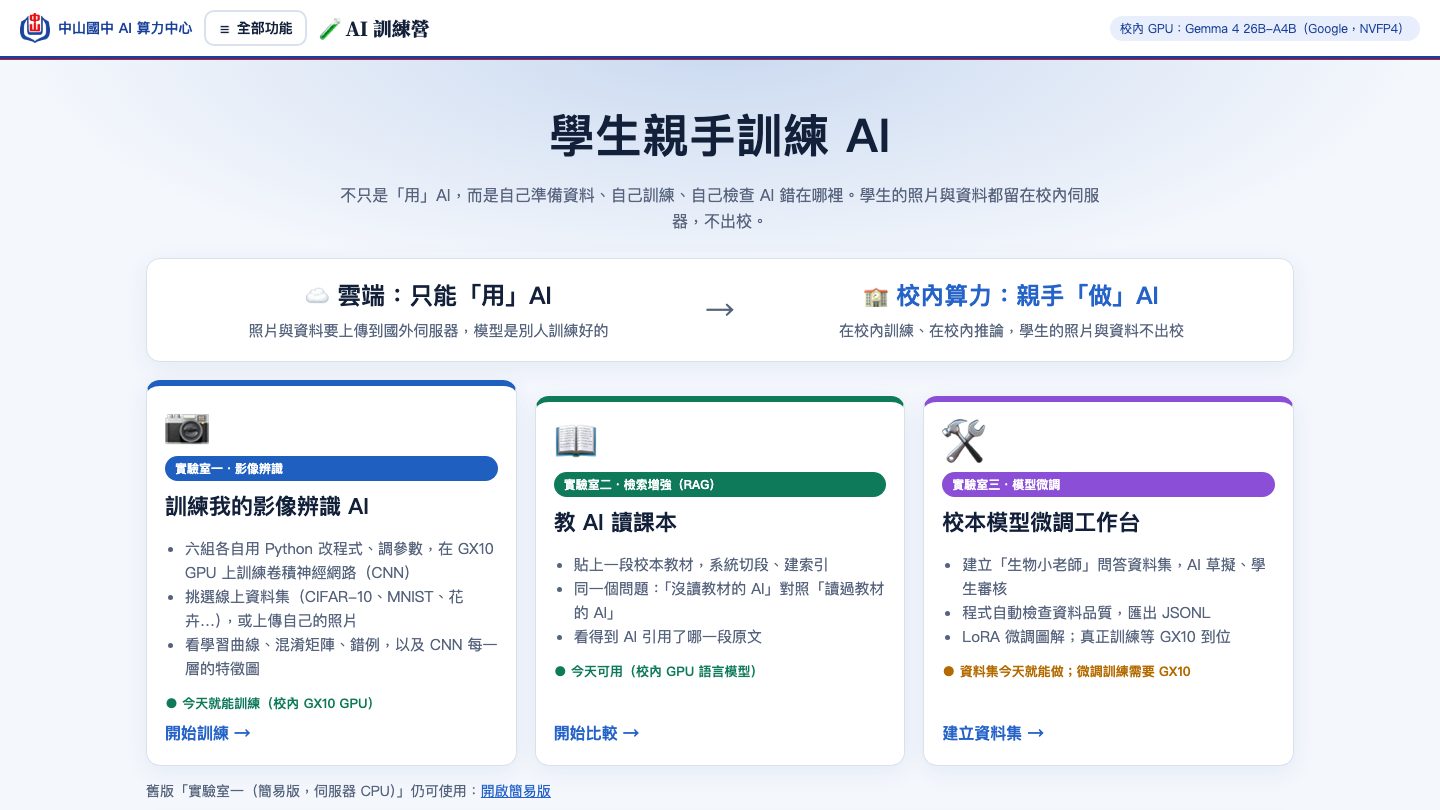 中山國中 AI 算力中心
≡ 全部功能
AI 訓練營
校內 GPU：Gemma 4 26B-A4B（Google，NVFP4）
學生親手訓練 AI
不只是「用」AI，而是自己準備資料、自己訓練、自己檢查 AI 錯在哪裡。學生的照片與資料都留在校內伺服
器，不出校。
雲端：只能「用」AI
照片與資料要上傳到國外伺服器，模型是別人訓練好的
→
校內算力：親手「做」AI
在校內訓練、在校內推論，學生的照片與資料不出校
實驗室一・影像辨識
訓練我的影像辨識 AI
• 六組各自用 Python 改程式、調參數，在 GX10
GPU 上訓練卷積神經網路（CNN）
• 挑選線上資料集（CIFAR-10、MNIST、花
卉…），或上傳自己的照片
• 看學習曲線、混淆矩陣、錯例，以及 CNN 每一
層的特徵圖
● 今天就能訓練（校內 GX10 GPU）
開始訓練 →
實驗室二・檢索增強（RAG）
教 AI 讀課本
• 貼上一段校本教材，系統切段、建索引
• 同一個問題：「沒讀教材的 AI」對照「讀過教材
的 AI」
• 看得到 AI 引用了哪一段原文
● 今天可用（校內 GPU 語言模型）
開始比較 →
實驗室三・模型微調
校本模型微調工作台
• 建立「生物小老師」問答資料集，AI 草擬、學
生審核
• 程式自動檢查資料品質，匯出 JSONL
• LoRA 微調圖解；真正訓練等 GX10 到位
● 資料集今天就能做；微調訓練需要 GX10
建立資料集 →
舊版「實驗室一（簡易版，伺服器 CPU）」仍可使用：開啟簡易版